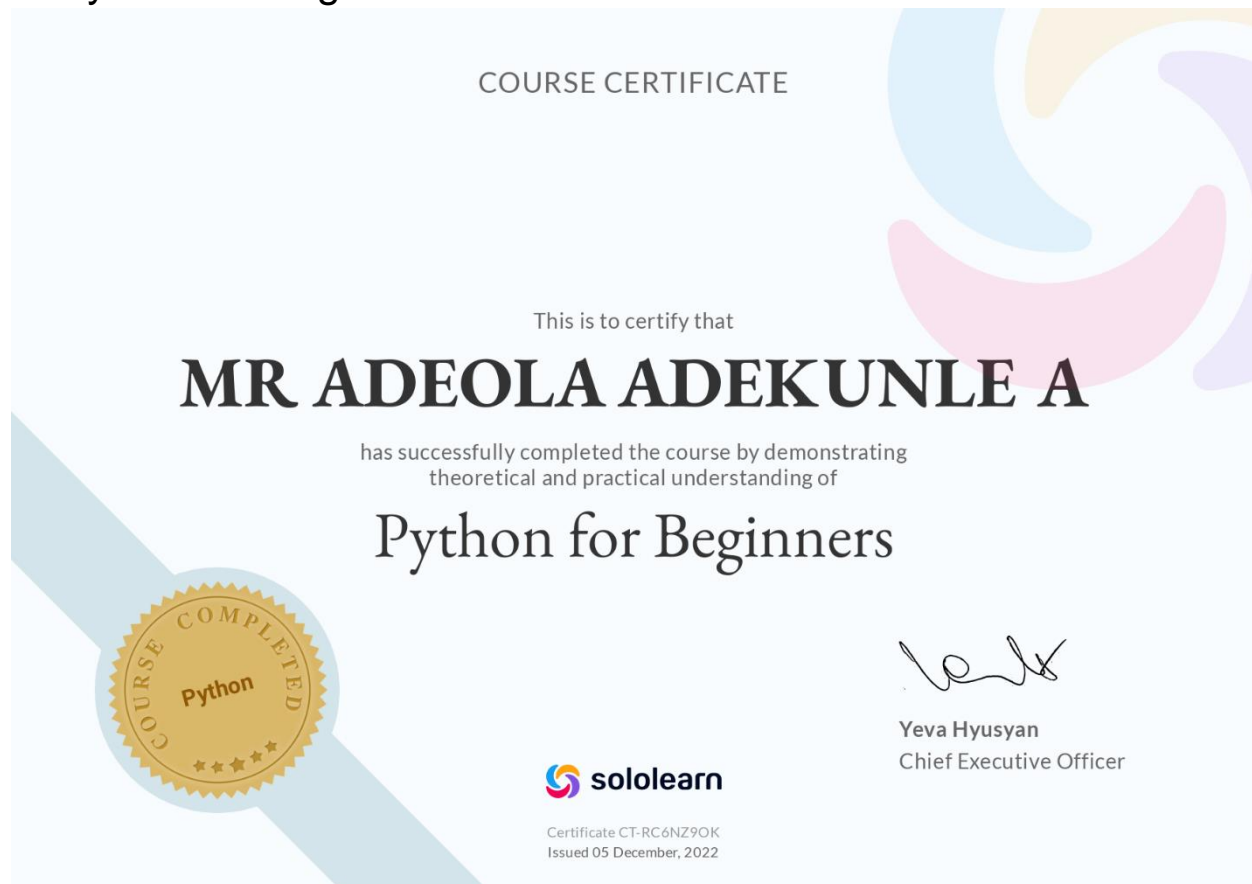 COURSE CERTIFICATE
This is to certify that
MR ADEOLA ADEKUNLE A
has successfully completed the course by demonstrating
theoretical and practical understanding of
Python for Beginners
COURSE COMPLETED
Python
Yeva Hyusyan
Chief Executive Officer
sololearn
Certificate CT-RC6NZ9OK
Issued 05 December, 2022